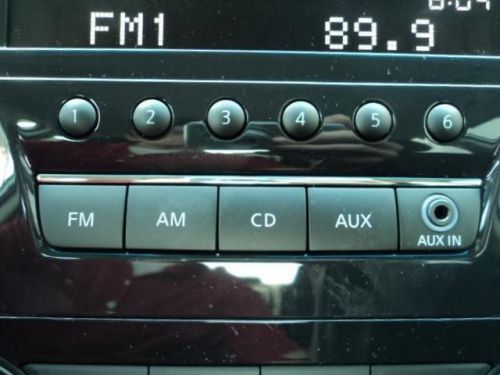 FM1 89.9
1 2 3 4 5 6
FM AM CD AUX
AUX IN